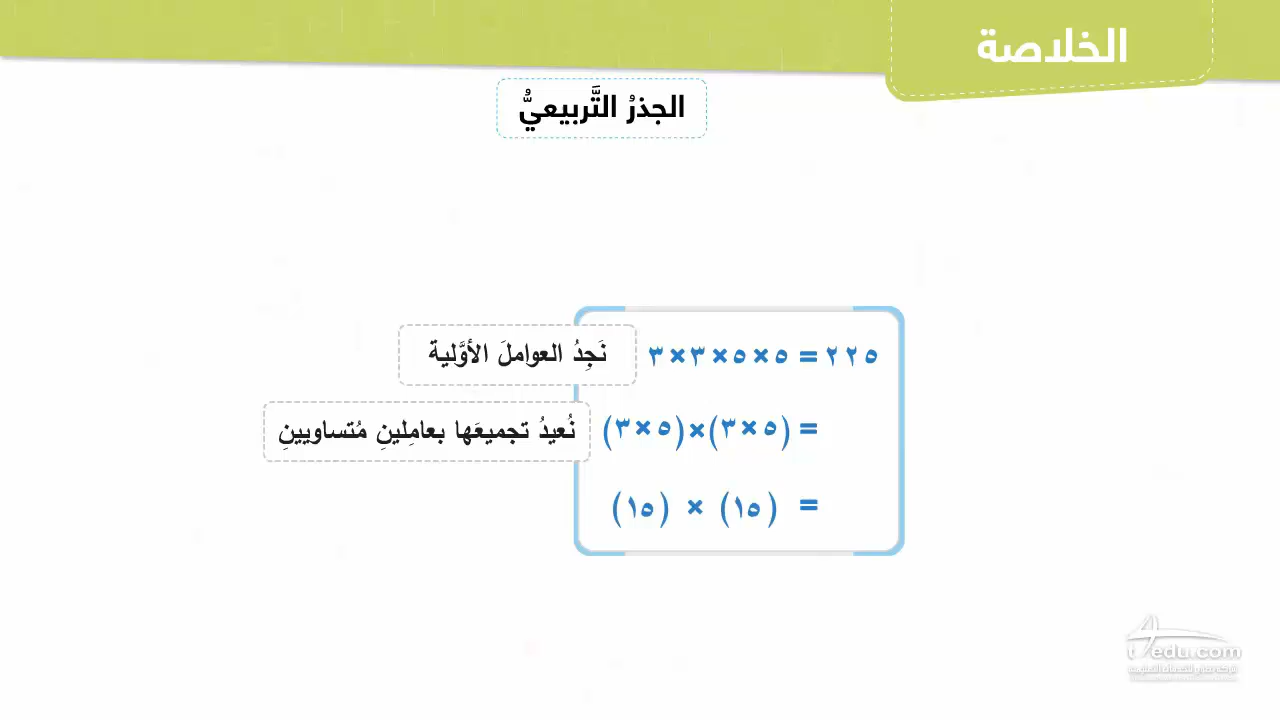 الخلاصة
الجذرُ التَّربيعيُّ
٢٢٥ = ٥ × ٥ × ٣ × ٣
نَجِدُ العواملَ الأوَّلية
= (٥ × ٣) × (٥ × ٣)
نُعيدُ تجميعَها بعامِلينِ مُتساويينِ
= (١٥) × (١٥)
t4edu.com